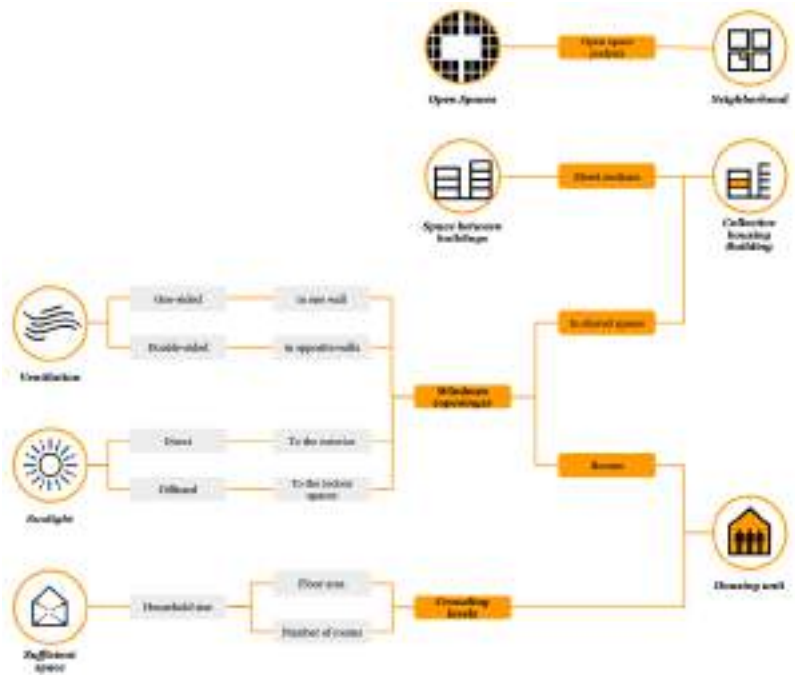 Open space
Open Spaces
Neighborhood
Space between
buildings
Collective
housing
Building
One-sided
in one wall
Double-sided
in opposite walls
Ventilation
Windows
(openings)
In shared spaces
Direct
To the exterior
Diffused
To the indoor
spaces
Rooms
Sunlight
Housing unit
Floor area
Household size
Crowding
levels
Number of rooms
Sufficient
space